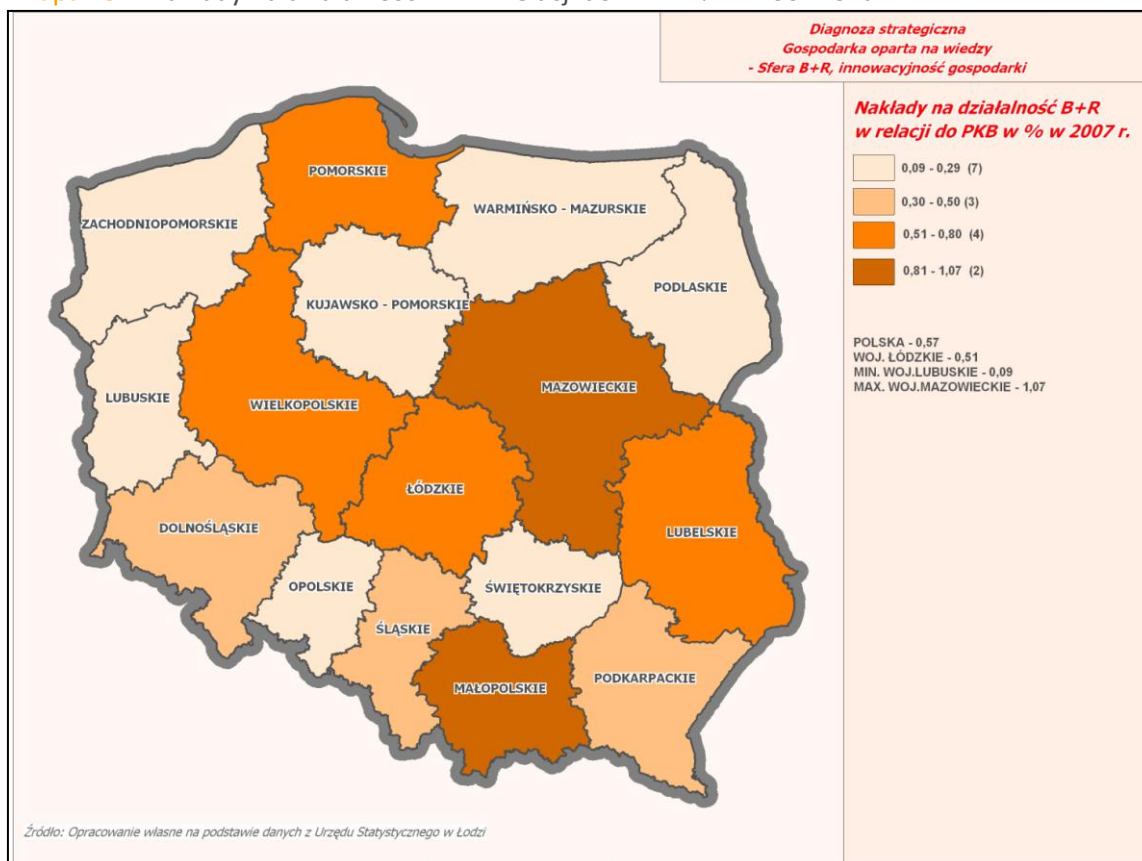 Diagnoza strategiczna
Gospodarka oparta na wiedzy
- Sfera B+R, innowacyjność gospodarki
Nakłady na działalność B+R
w relacji do PKB w % w 2007 r.
0,09 - 0,29 (7)
0,30 - 0,50 (3)
0,51 - 0,80 (4)
0,81 - 1,07 (2)
POLSKA - 0,57
WOJ. ŁÓDZKIE - 0,51
MIN. WOJ.LUBUSKIE - 0,09
MAX. WOJ.MAZOWIECKIE - 1,07
POMORSKIE
WARMIŃSKO - MAZURSKIE
ZACHODNIOPOMORSKIE
PODLASKIE
KUJAWSKO - POMORSKIE
MAZOWIECKIE
LUBUSKIE
WIELKOPOLSKIE
ŁÓDZKIE
DOLNOŚLĄSKIE
LUBELSKIE
OPOLSKIE
ŚWIĘTOKRZYSKIE
ŚLĄSKIE
PODKARPACKIE
MAŁOPOLSKIE
Źródło: Opracowanie własne na podstawie danych z Urzędu Statystycznego w Łodzi